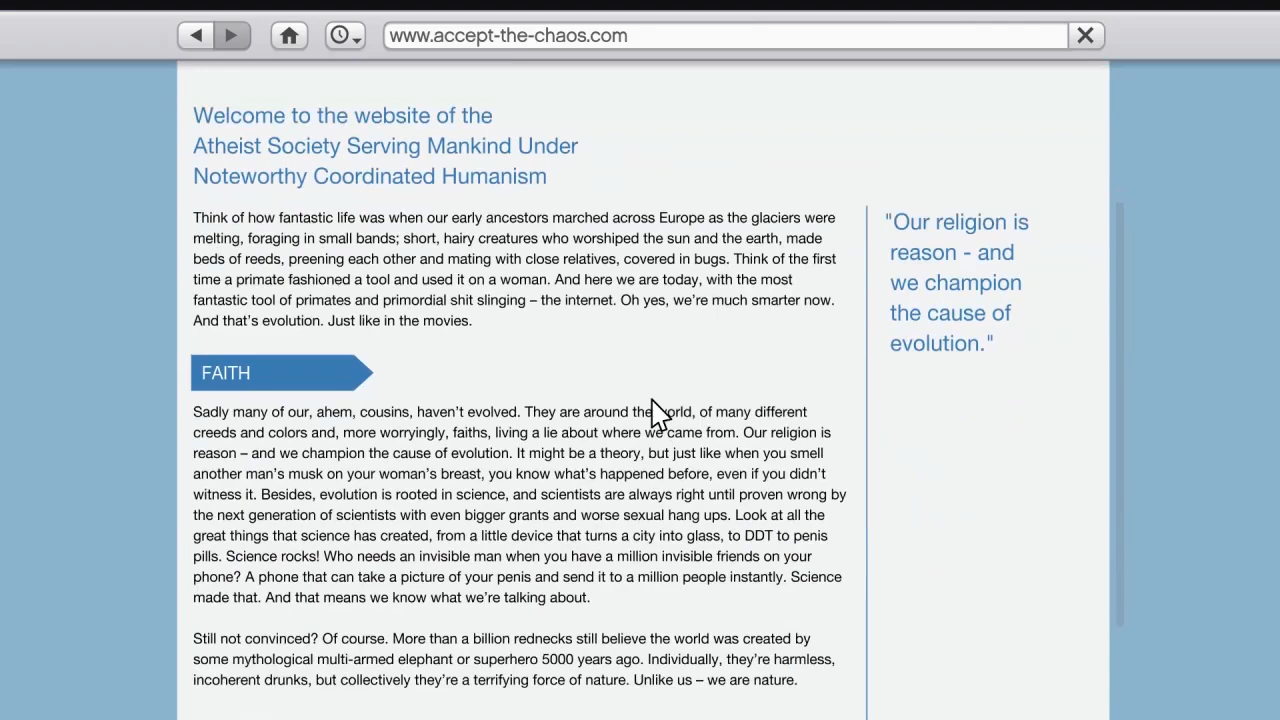 www.accept-the-chaos.com
Welcome to the website of the
Atheist Society Serving Mankind Under
Noteworthy Coordinated Humanism
Think of how fantastic life was when our early ancestors marched across Europe as the glaciers were
melting, foraging in small bands; short, hairy creatures who worshiped the sun and the earth, made
beds of reeds, preening each other and mating with close relatives, covered in bugs. Think of the first
time a primate fashioned a tool and used it on a woman. And here we are today, with the most
fantastic tool of primates and primordial shit slinging – the internet. Oh yes, we're much smarter now.
And that's evolution. Just like in the movies.
"Our religion is
reason - and
we champion
the cause of
evolution."
FAITH
Sadly many of our, ahem, cousins, haven't evolved. They are around the world, of many different
creeds and colors and, more worryingly, faiths, living a lie about where we came from. Our religion is
reason – and we champion the cause of evolution. It might be a theory, but just like when you smell
another man's musk on your woman's breast, you know what's happened before, even if you didn't
witness it. Besides, evolution is rooted in science, and scientists are always right until proven wrong by
the next generation of scientists with even bigger grants and worse sexual hang ups. Look at all the
great things that science has created, from a little device that turns a city into glass, to DDT to penis
pills. Science rocks! Who needs an invisible man when you have a million invisible friends on your
phone? A phone that can take a picture of your penis and send it to a million people instantly. Science
made that. And that means we know what we're talking about.
Still not convinced? Of course. More than a billion rednecks still believe the world was created by
some mythological multi-armed elephant or superhero 5000 years ago. Individually, they're harmless,
incoherent drunks, but collectively they're a terrifying force of nature. Unlike us – we are nature.